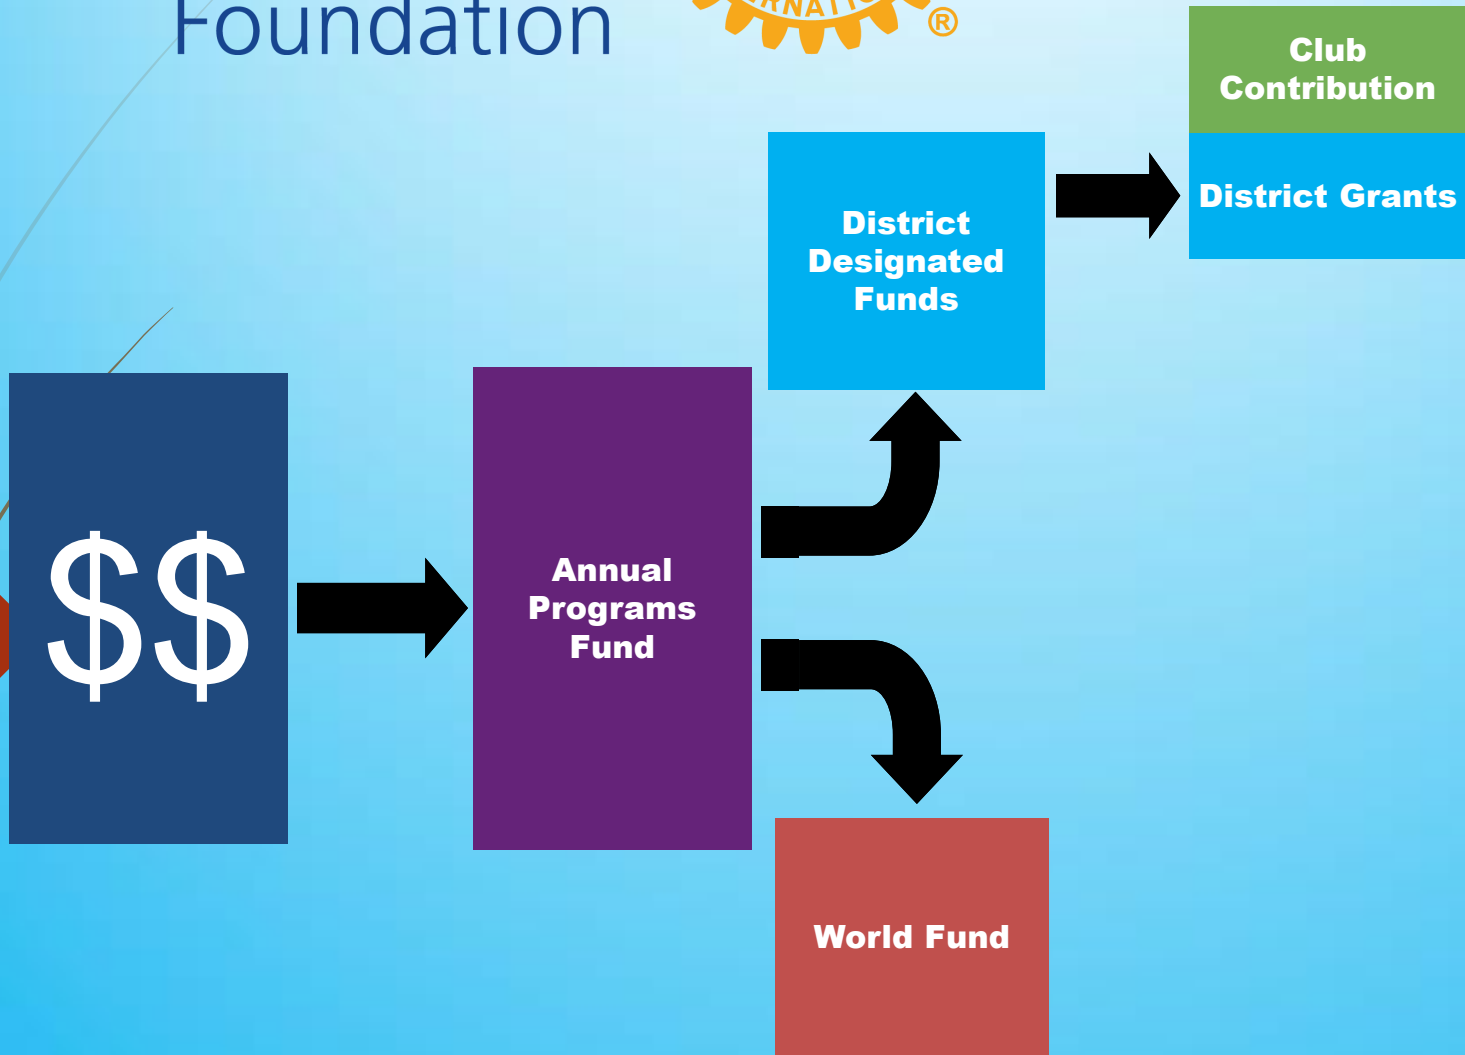 Foundation
®
Club
Contribution
District Grants
District
Designated
Funds
$$
Annual
Programs
Fund
World Fund